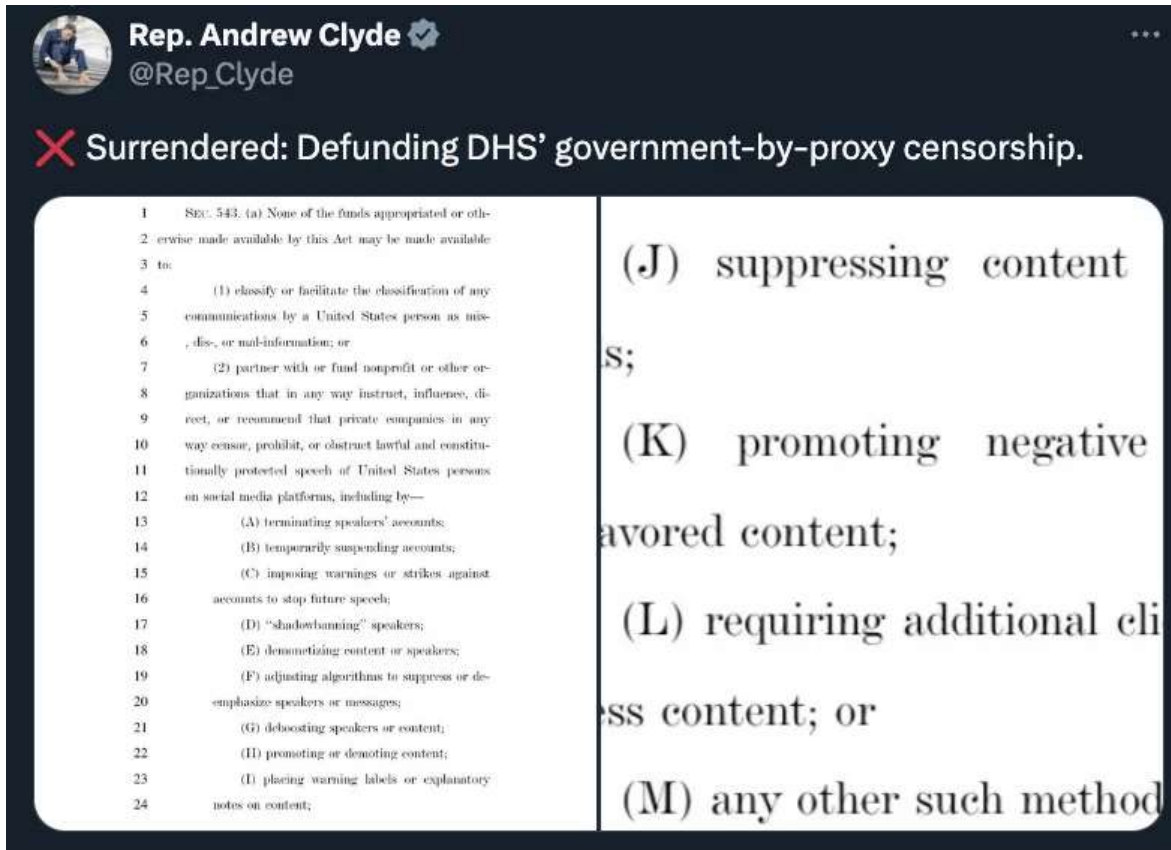 Rep. Andrew Clyde
@Rep_Clyde
❌ Surrendered: Defunding DHS’ government-by-proxy censorship.
1 SEC. 543. (a) None of the funds appropriated or oth-
2 erwise made available by this Act may be made available
3 to:
4 (1) classify or facilitate the classification of any
5 communications by a United States person as mis-
6 , dis-, or mal-information; or
7 (2) partner with or fund nonprofit or other or-
8 ganizations that in any way instruct, influence, di-
9 rect, or recommend that private companies in any
10 way censor, prohibit, or obstruct lawful and constitu-
11 tionally protected speech of United States persons
12 on social media platforms, including by—
13 (A) terminating speakers’ accounts;
14 (B) temporarily suspending accounts;
15 (C) imposing warnings or strikes against
16 accounts to stop future speech;
17 (D) “shadowbanning” speakers;
18 (E) demonetizing content or speakers;
19 (F) adjusting algorithms to suppress or de-
20 emphasize speakers or messages;
21 (G) deboosting speakers or content;
22 (H) promoting or demoting content;
23 (I) placing warning labels or explanatory
24 notes on content;
(J) suppressing content
s;
(K) promoting negative
avored content;
(L) requiring additional cli
ess content; or
(M) any other such method